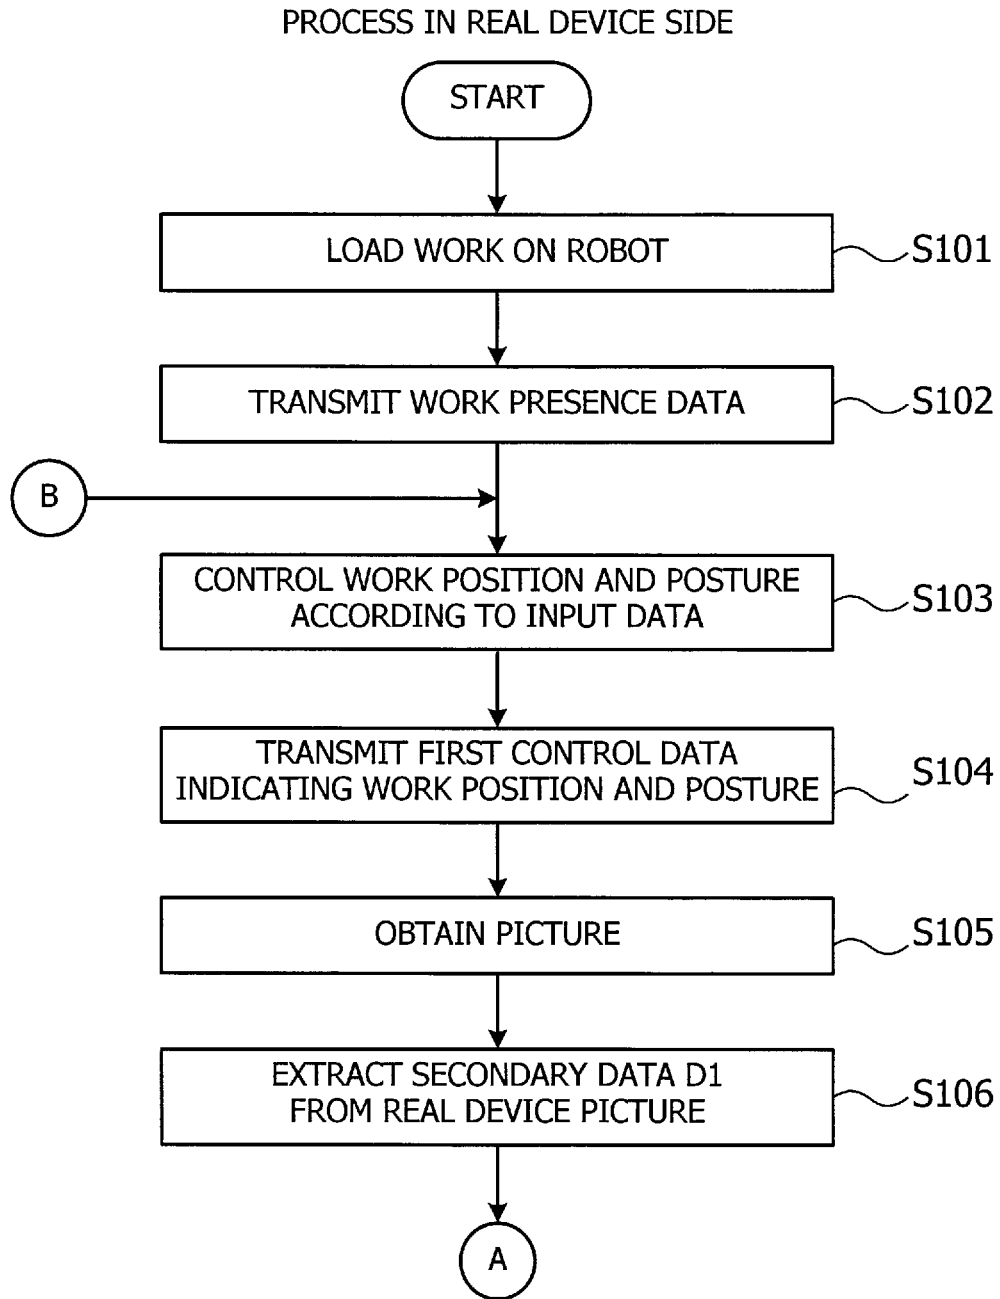 PROCESS IN REAL DEVICE SIDE
START
LOAD WORK ON ROBOT
S101
TRANSMIT WORK PRESENCE DATA
S102
B
CONTROL WORK POSITION AND POSTURE
ACCORDING TO INPUT DATA
S103
TRANSMIT FIRST CONTROL DATA
INDICATING WORK POSITION AND POSTURE
S104
OBTAIN PICTURE
S105
EXTRACT SECONDARY DATA D1
FROM REAL DEVICE PICTURE
S106
A